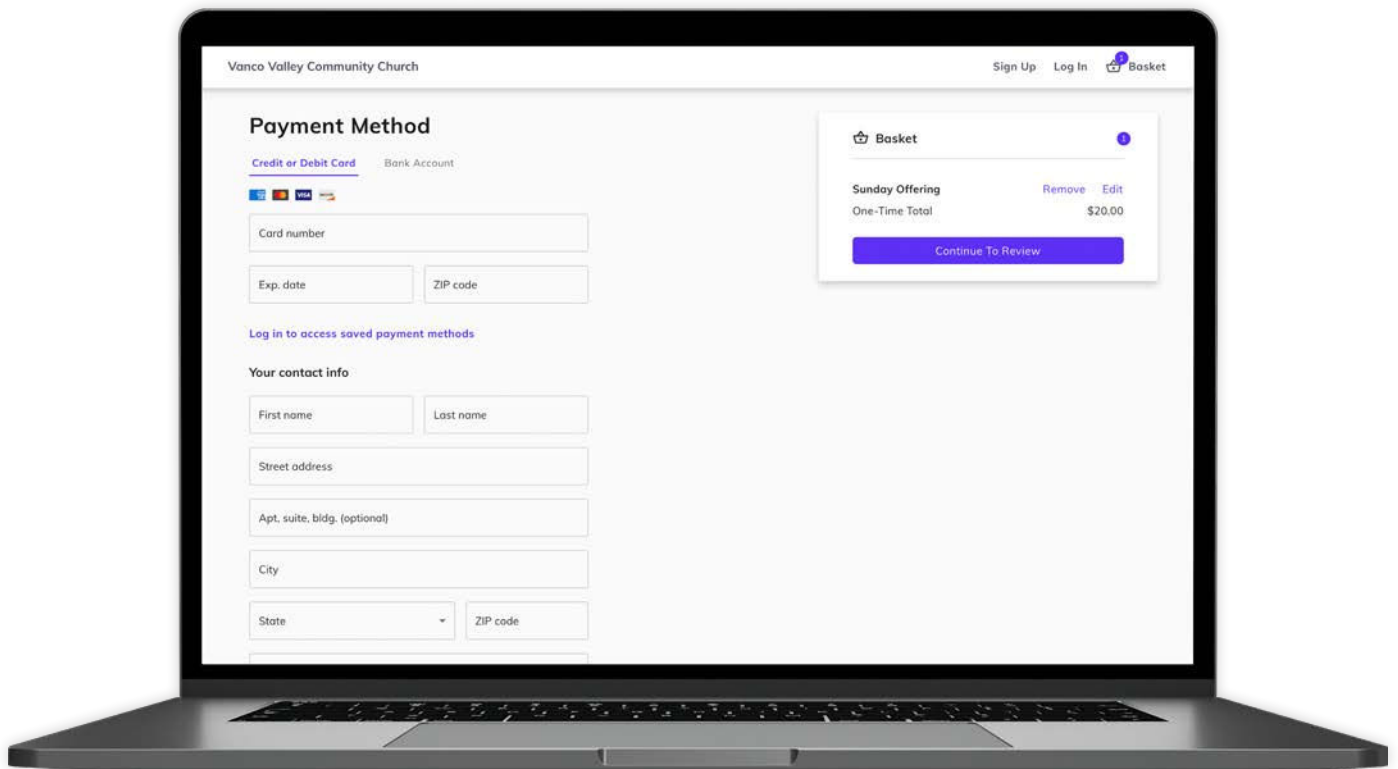 Vanco Valley Community Church
Sign Up Log In Basket
Payment Method
Credit or Debit Card Bank Account
VISA
Card number
Exp. date ZIP code
Log in to access saved payment methods
Your contact info
First name Last name
Street address
Apt, suite, bldg. (optional)
City
State ZIP code
Basket 1
Sunday Offering Remove Edit
One-Time Total $20.00
Continue To Review